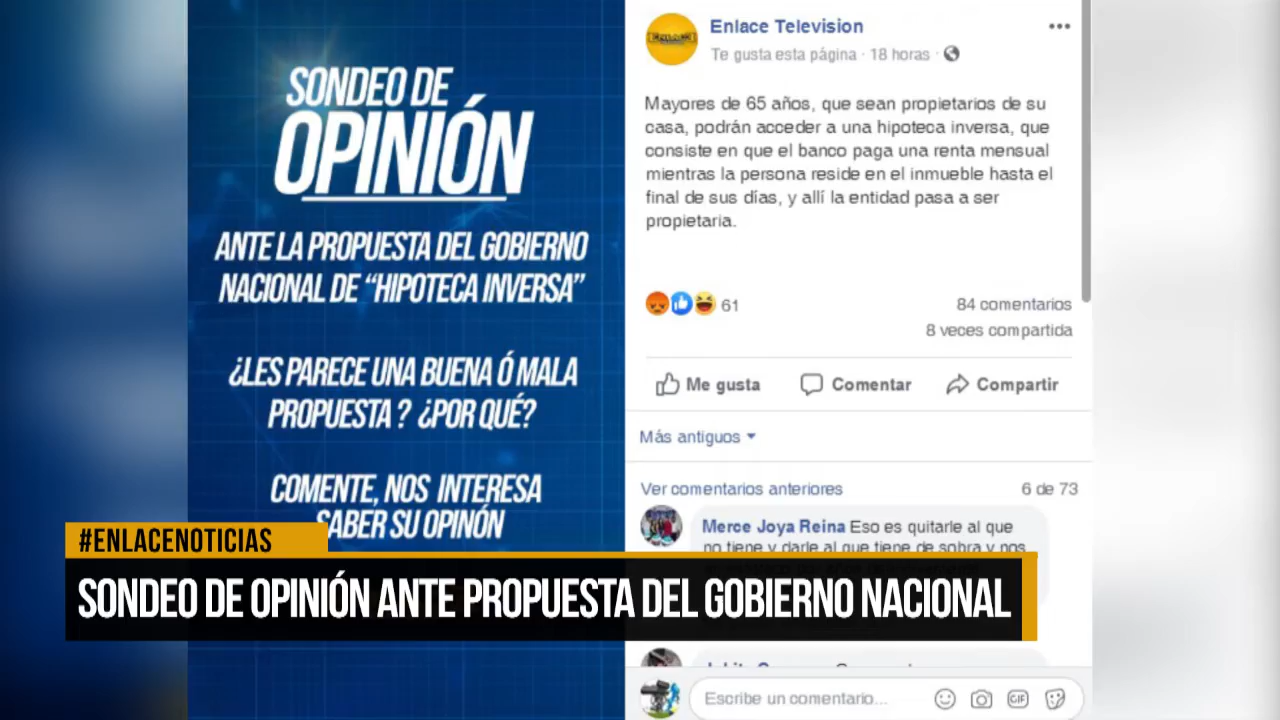 SONDEO DE
OPINIÓN
ANTE LA PROPUESTA DEL GOBIERNO
NACIONAL DE “HIPOTECA INVERSA”
¿LES PARECE UNA BUENA Ó MALA
PROPUESTA ? ¿POR QUÉ?
COMENTE, NOS INTERESA
SABER SU OPINÓN
Enlace Television
Te gusta esta página · 18 horas ·
Mayores de 65 años, que sean propietarios de su
casa, podrán acceder a una hipoteca inversa, que
consiste en que el banco paga una renta mensual
mientras la persona reside en el inmueble hasta el
final de sus días, y allí la entidad pasa a ser
propietaria.
61
84 comentarios
8 veces compartida
Me gusta Comentar Compartir
Más antiguos
Ver comentarios anteriores 6 de 73
Merce Joya Reina Eso es quitarle al que
no tiene y darle al que tiene de sobra y nos
Escribe un comentario...
GIF
#ENLACENOTICIAS
SONDEO DE OPINIÓN ANTE PROPUESTA DEL GOBIERNO NACIONAL